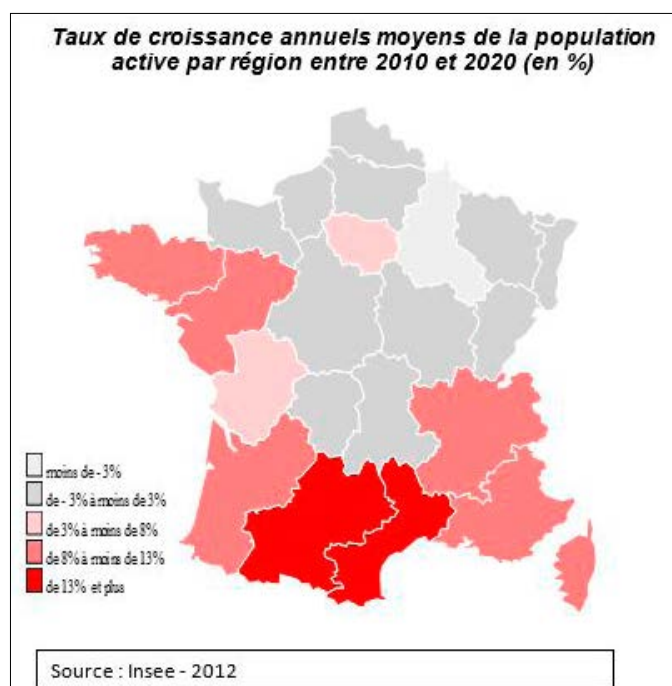 Taux de croissance annuels moyens de la population
active par région entre 2010 et 2020 (en %)
moins de - 3%
de - 3% à moins de 3%
de 3% à moins de 8%
de 8% à moins de 13%
de 13% et plus
Source : Insee - 2012